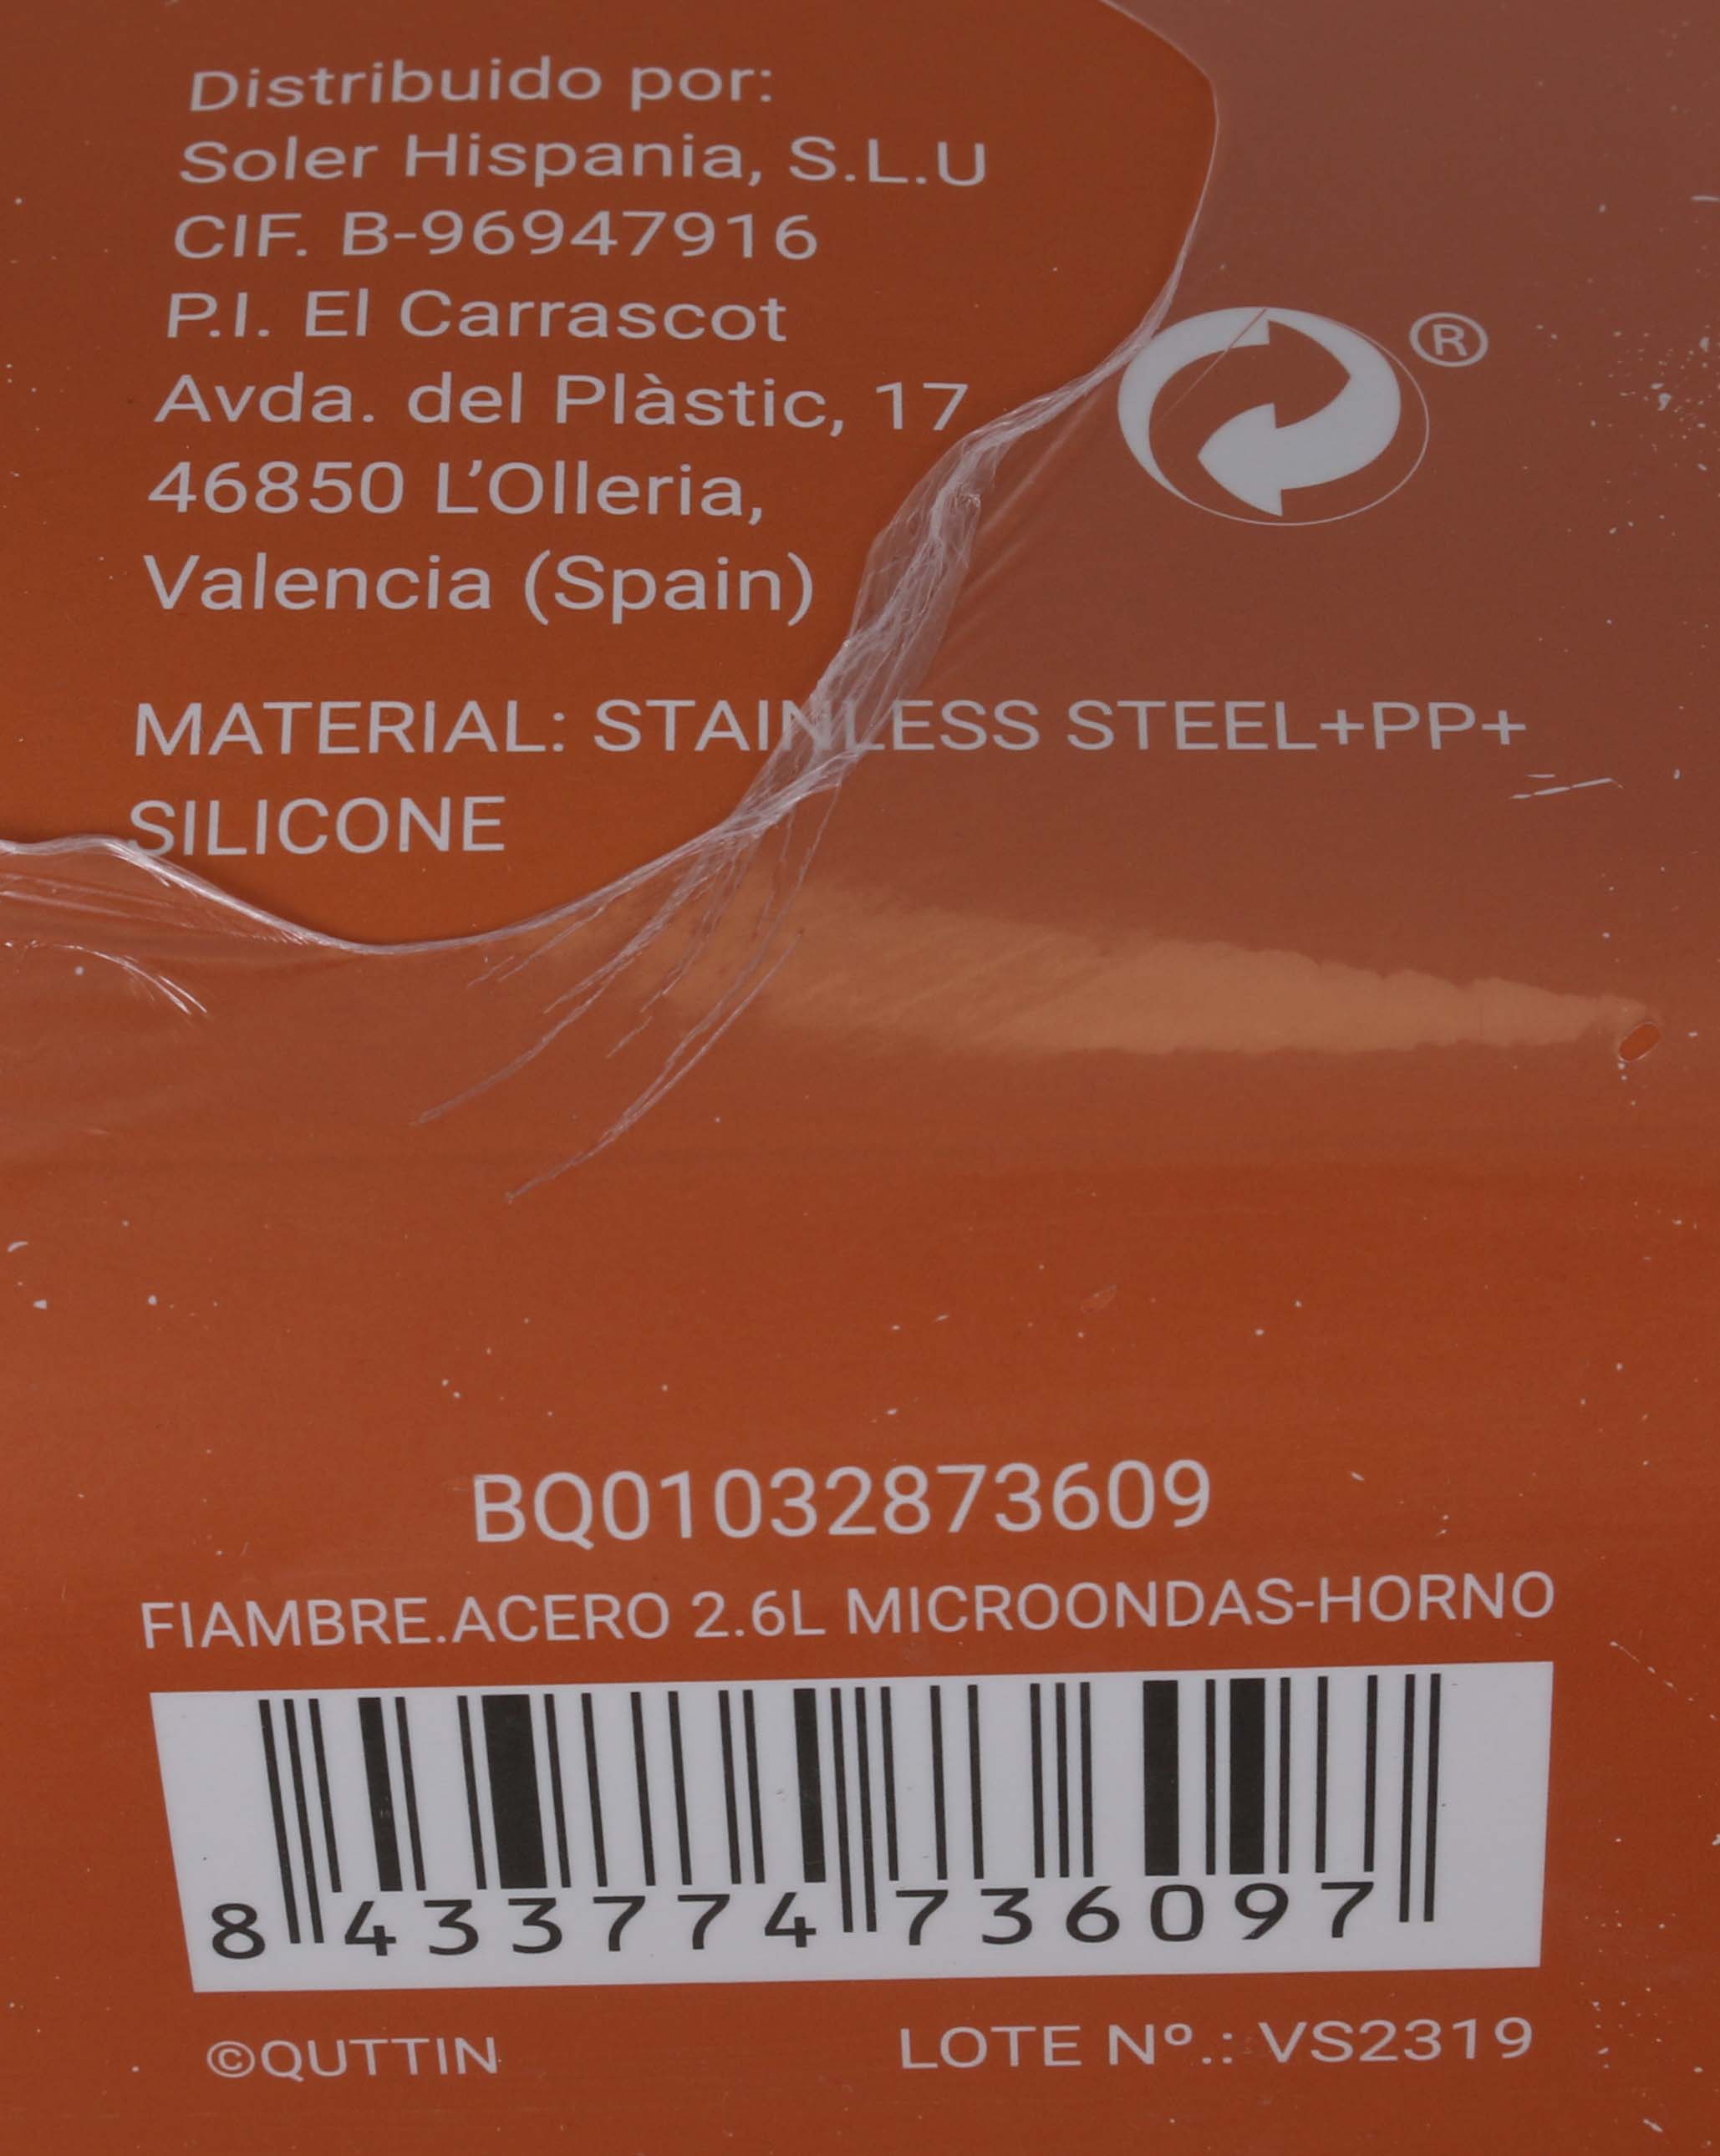 Distribuido por:
Soler Hispania, S.L.U
CIF. B-96947916
P.I. El Carrascot
Avda. del Plàstic, 17
46850 L'Olleria,
Valencia (Spain)
®
MATERIAL: STAINLESS STEEL+PP+
SILICONE
BQ01032873609
FIAMBRE.ACERO 2.6L MICROONDAS-HORNO
8 433774 736097
©QUTTIN
LOTE Nº.: VS2319